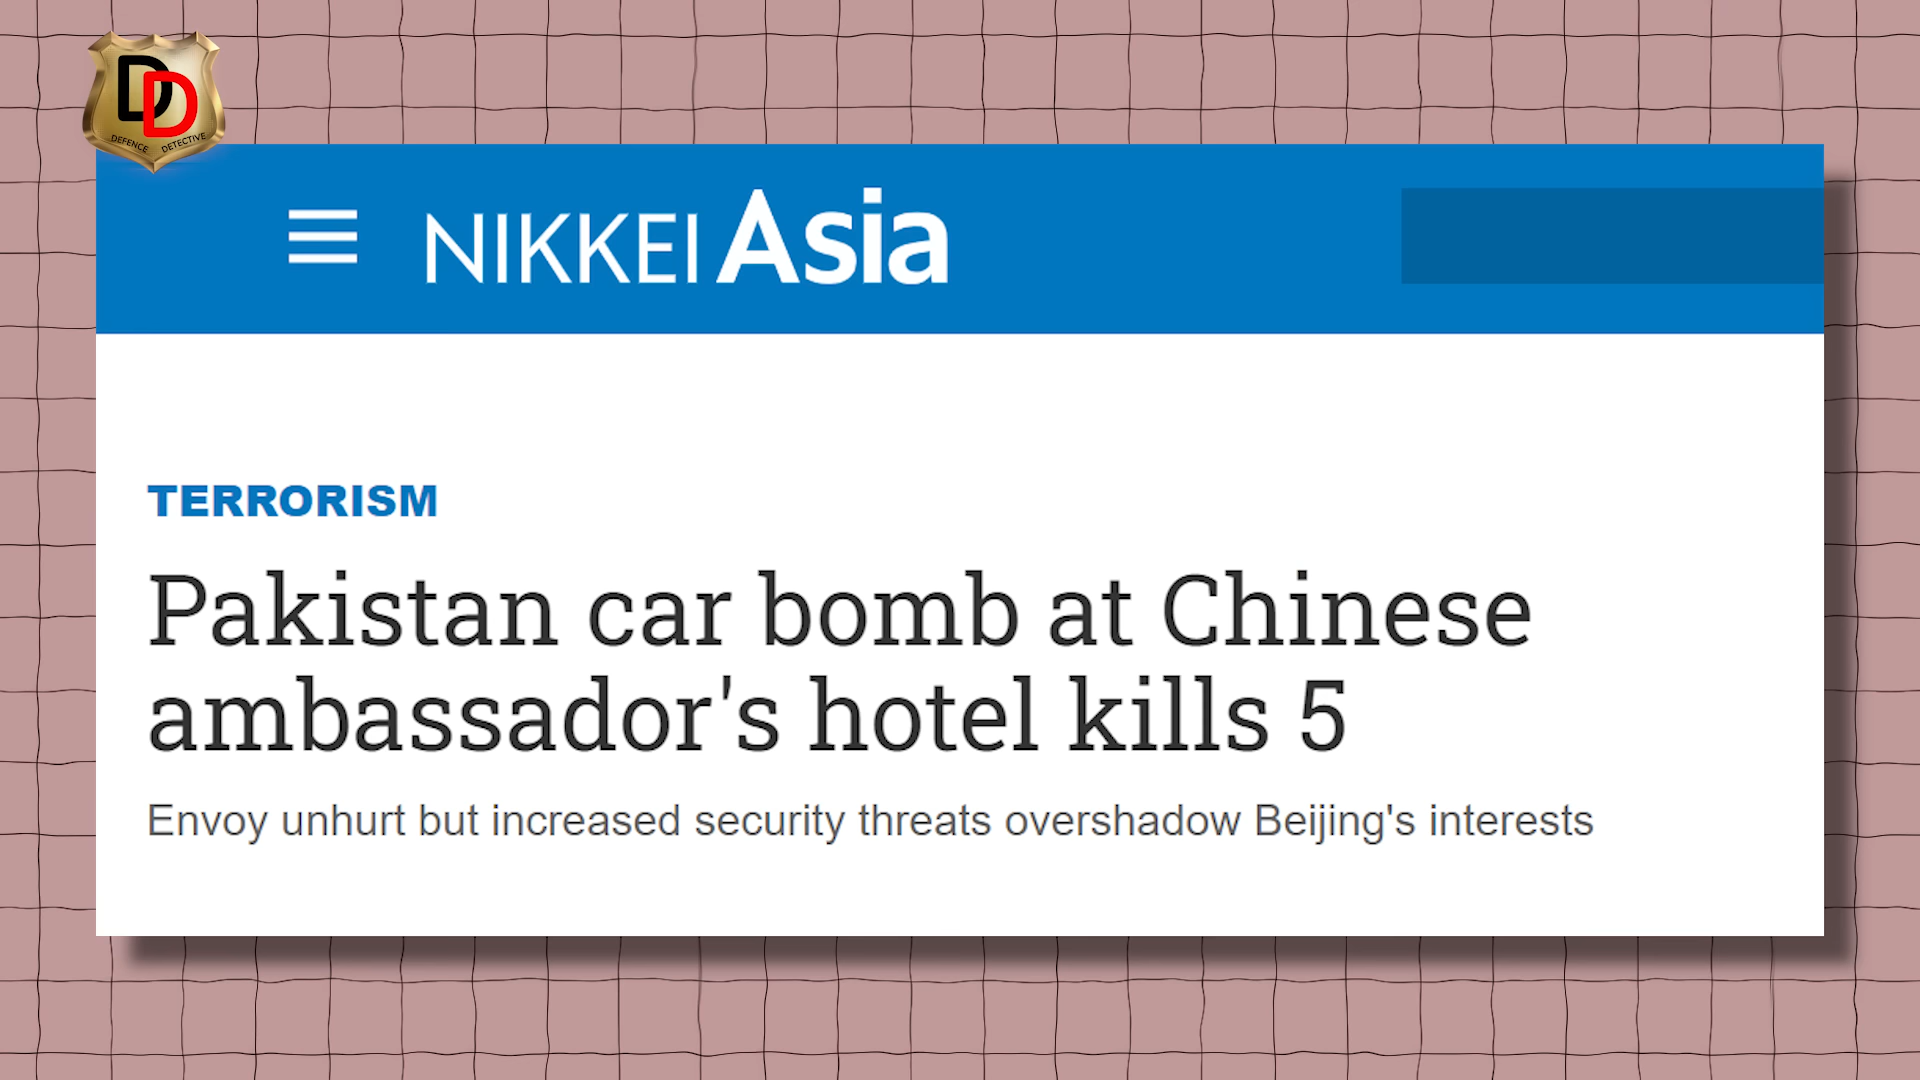 DD
DEFENCE DETECTIVE
NIKKEI Asia
TERRORISM
Pakistan car bomb at Chinese
ambassador's hotel kills 5
Envoy unhurt but increased security threats overshadow Beijing's interests